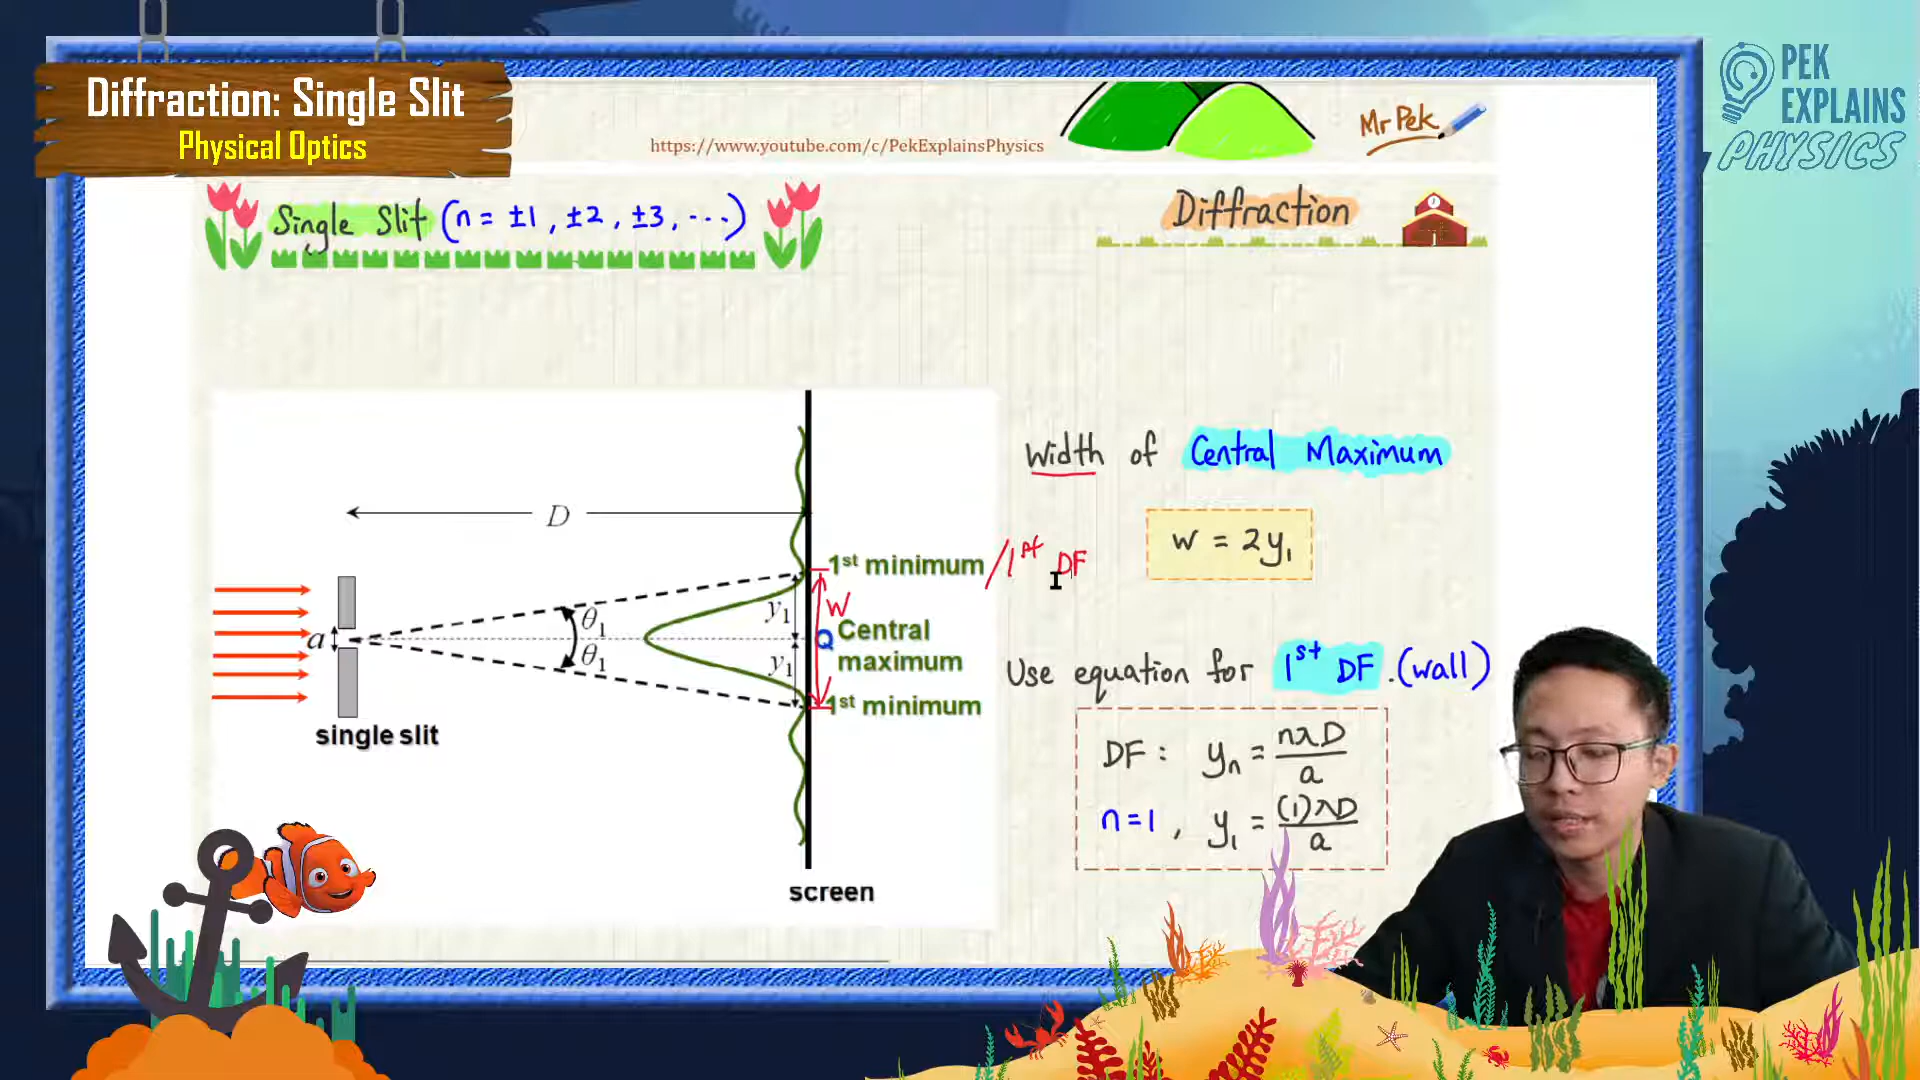 Diffraction: Single Slit
Physical Optics
https://www.youtube.com/c/PekExplainsPhysics
Mr Pek
PEK
EXPLAINS
PHYSICS
Single Slit (n = ±1, ±2, ±3, ...)
Diffraction
Width of Central Maximum
D
w = 2y₁
1st minimum / 1st DF
θ₁
y₁
W
a
Q Central
maximum
θ₁
y₁
1st minimum
single slit
screen
Use equation for 1st DF. (wall)
DF: yₙ = nλD/a
n=1, y₁ = (1)λD/a